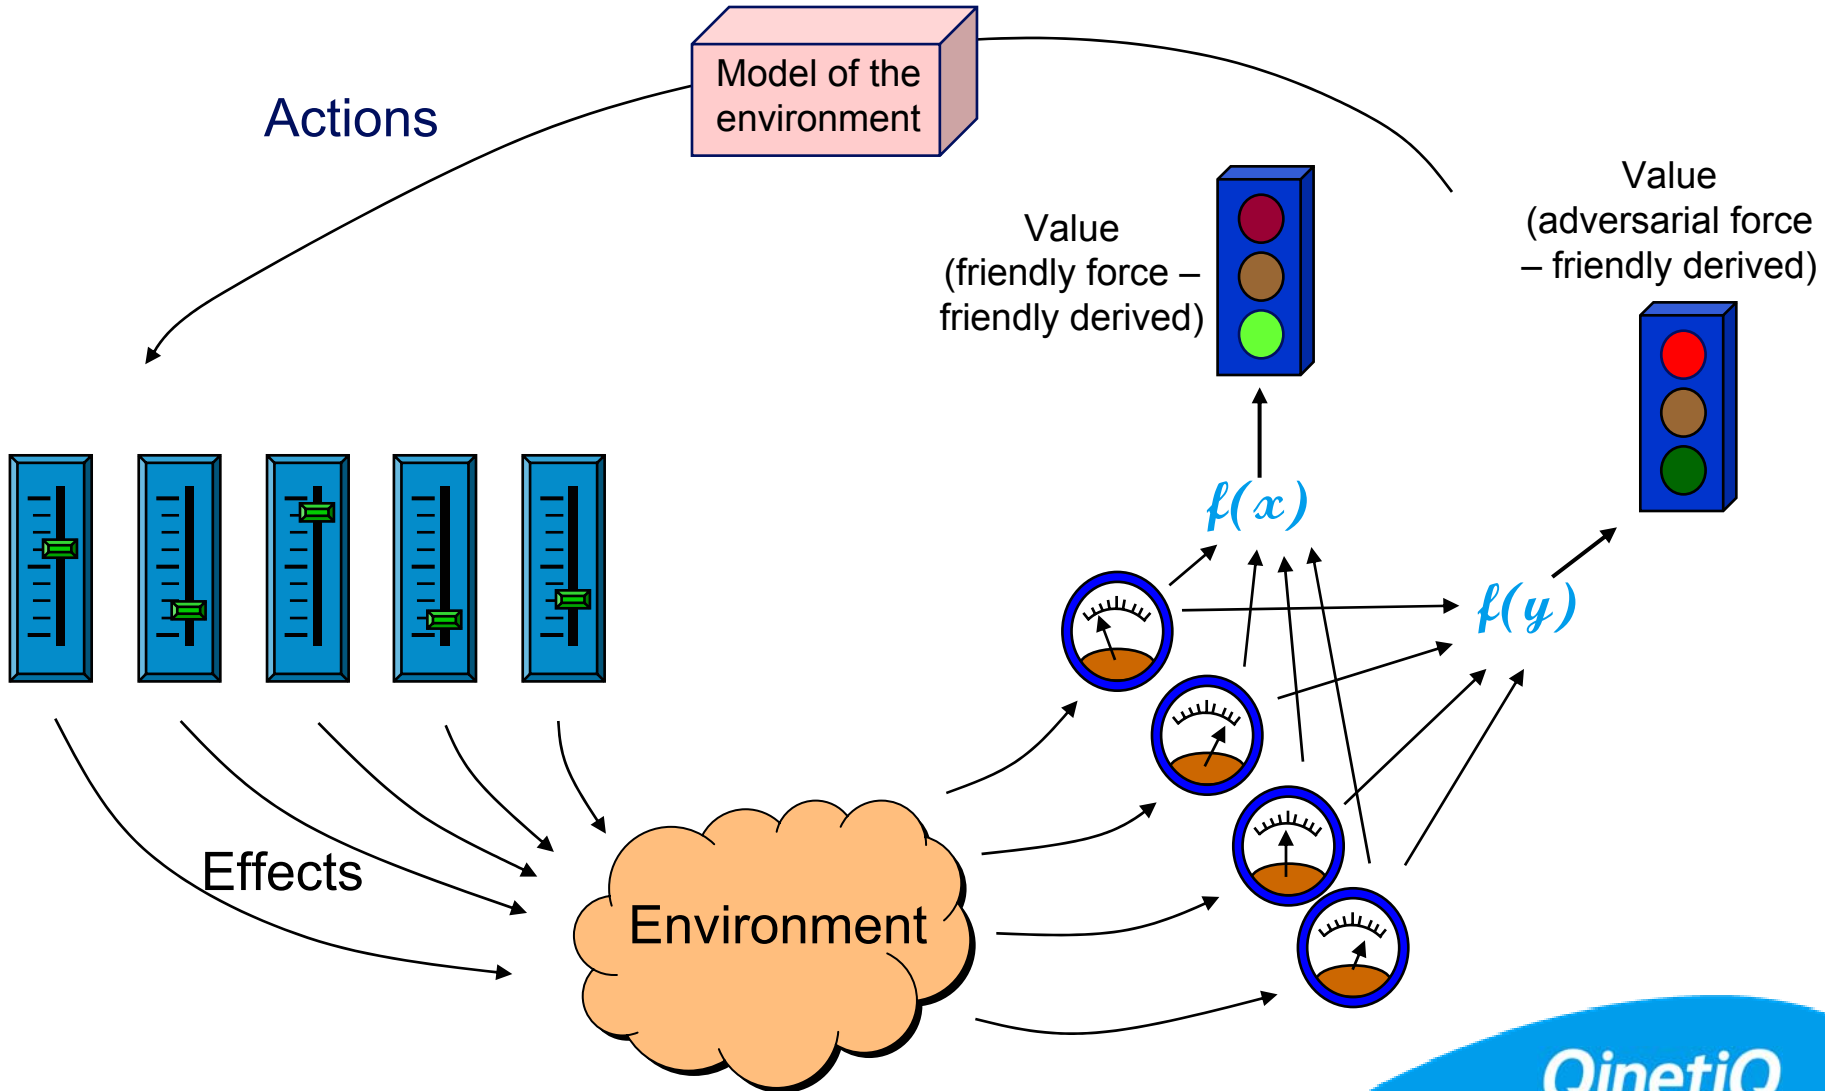 Model of the
environment
Actions
Value
(adversarial force
– friendly derived)
Value
(friendly force –
friendly derived)
f(x)
f(y)
Effects
Environment
QinetiQ